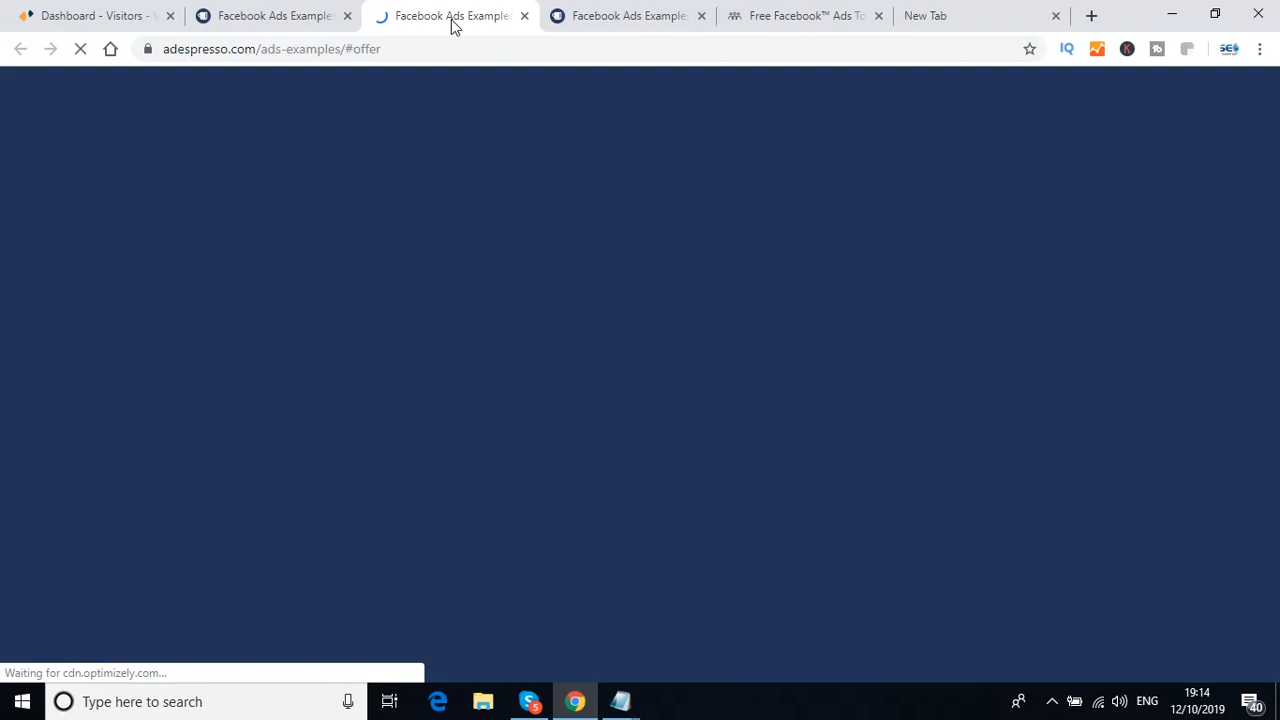 Dashboard - Visitors -
Facebook Ads Example
Facebook Ads Example
Facebook Ads Example
Free Facebook™ Ads To
New Tab
adespresso.com/ads-examples/#offer
IQ
K
tb
SEO
Waiting for cdn.optimizely.com...
Type here to search
5
ENG
19:14
12/10/2019
40